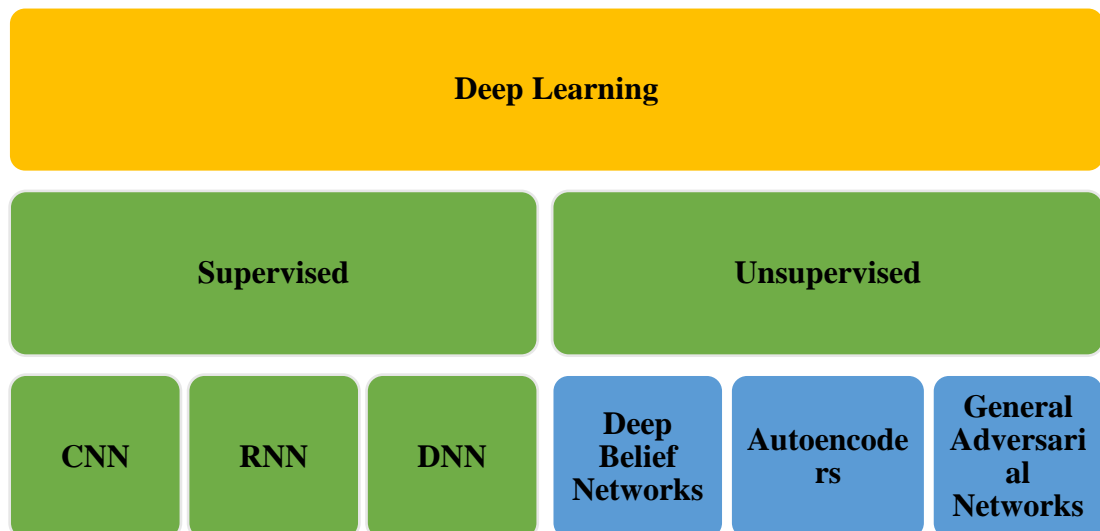 Deep Learning
Supervised
Unsupervised
CNN
RNN
DNN
Deep
Belief
Networks
Autoencode
rs
General
Adversari
al
Networks